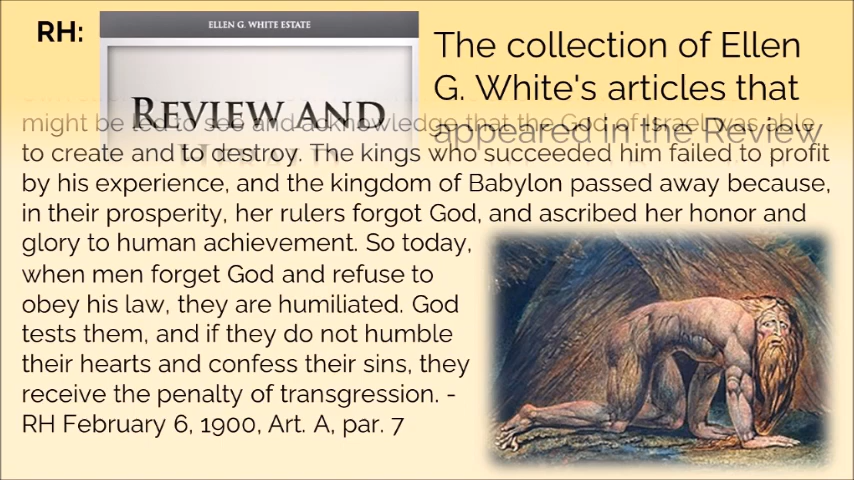 RH:
ELLEN G. WHITE ESTATE
REVIEW AND
The collection of Ellen
G. White's articles that
appeared in the Review
might be led to see and acknowledge that the God of Israel was able
to create and to destroy. The kings who succeeded him failed to profit
by his experience, and the kingdom of Babylon passed away because,
in their prosperity, her rulers forgot God, and ascribed her honor and
glory to human achievement. So today,
when men forget God and refuse to
obey his law, they are humiliated. God
tests them, and if they do not humble
their hearts and confess their sins, they
receive the penalty of transgression. -
RH February 6, 1900, Art. A, par. 7